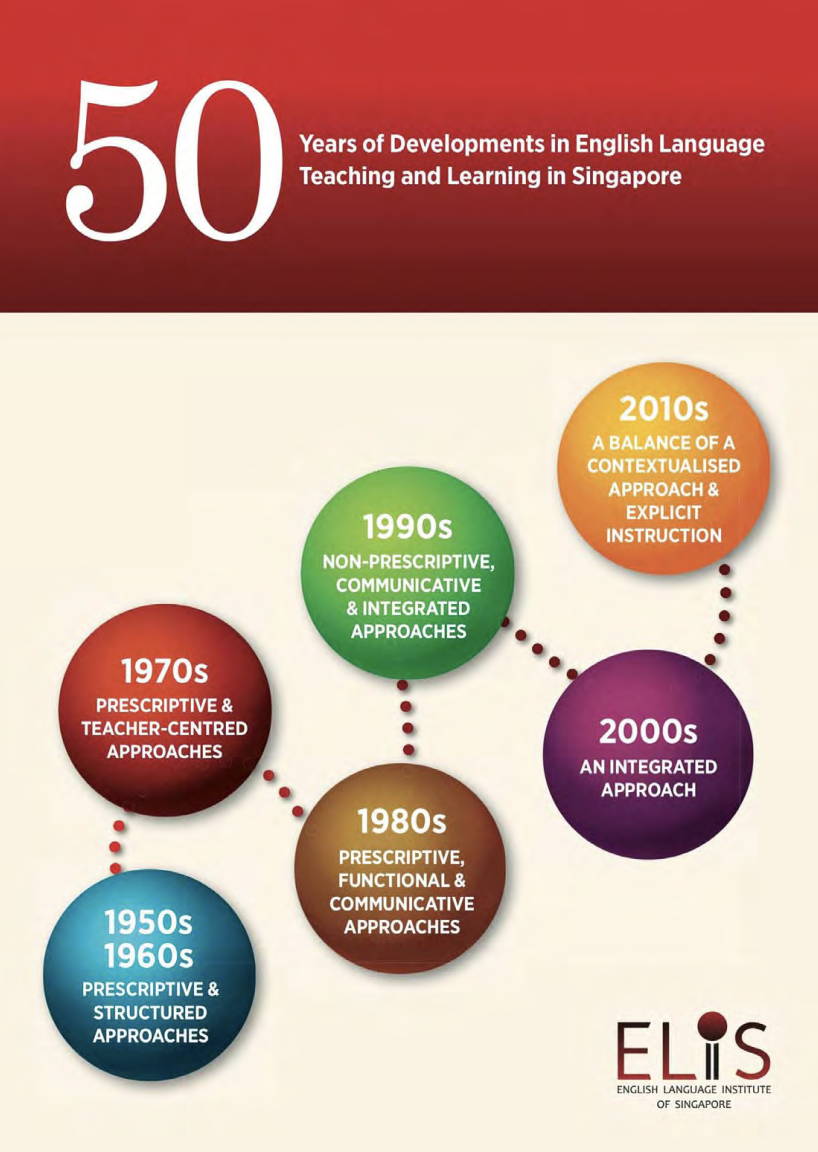 50
Years of Developments in English Language
Teaching and Learning in Singapore
1950s
1960s
PRESCRIPTIVE &
STRUCTURED
APPROACHES
1970s
PRESCRIPTIVE &
TEACHER-CENTRED
APPROACHES
1980s
PRESCRIPTIVE,
FUNCTIONAL &
COMMUNICATIVE
APPROACHES
1990s
NON-PRESCRIPTIVE,
COMMUNICATIVE
& INTEGRATED
APPROACHES
2000s
AN INTEGRATED
APPROACH
2010s
A BALANCE OF A
CONTEXTUALISED
APPROACH &
EXPLICIT
INSTRUCTION
ELiS
ENGLISH LANGUAGE INSTITUTE
OF SINGAPORE